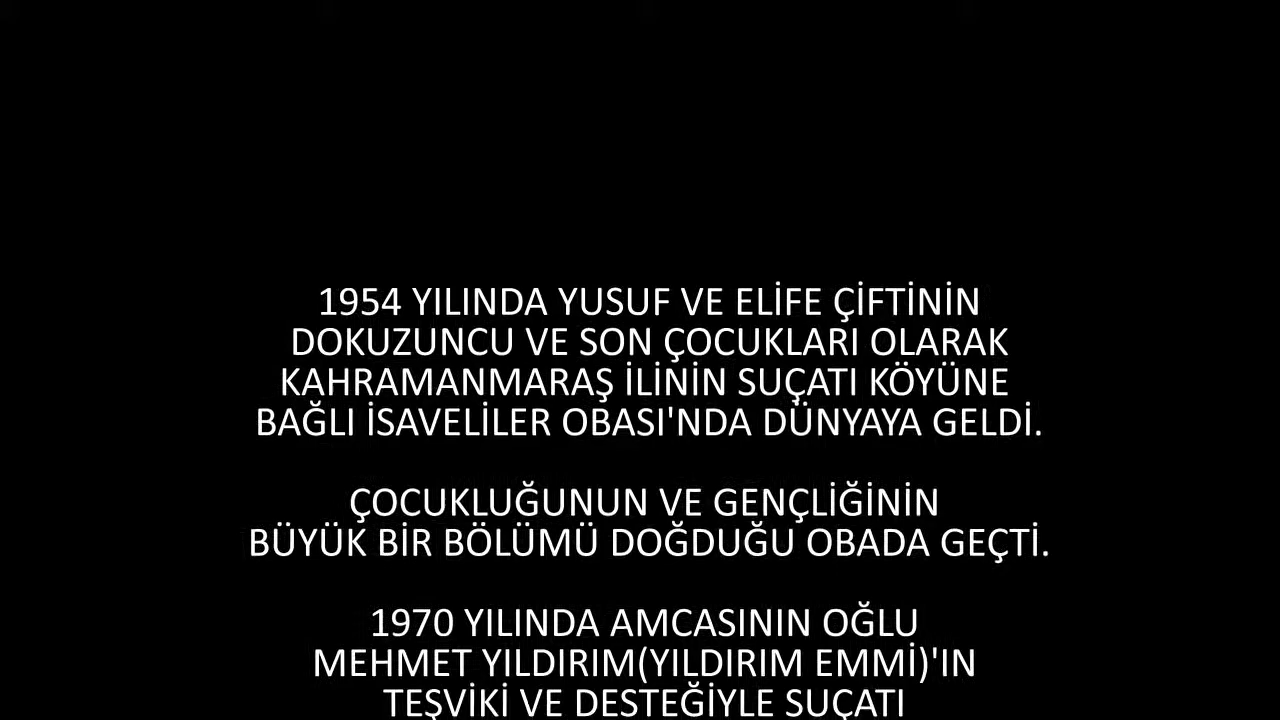 1954 YILINDA YUSUF VE ELİFE ÇİFTİNİN
DOKUZUNCU VE SON ÇOCUKLARI OLARAK
KAHRAMANMARAŞ İLİNİN SUÇATI KÖYÜNE
BAĞLI İSAVELİLER OBASI'NDA DÜNYAYA GELDİ.
ÇOCUKLUĞUNUN VE GENÇLİĞİNİN
BÜYÜK BİR BÖLÜMÜ DOĞDUĞU OBADA GEÇTİ.
1970 YILINDA AMCASININ OĞLU
MEHMET YILDIRIM(YILDIRIM EMMİ)'IN
TEŞVİKİ VE DESTEĞİYLE SUÇATI